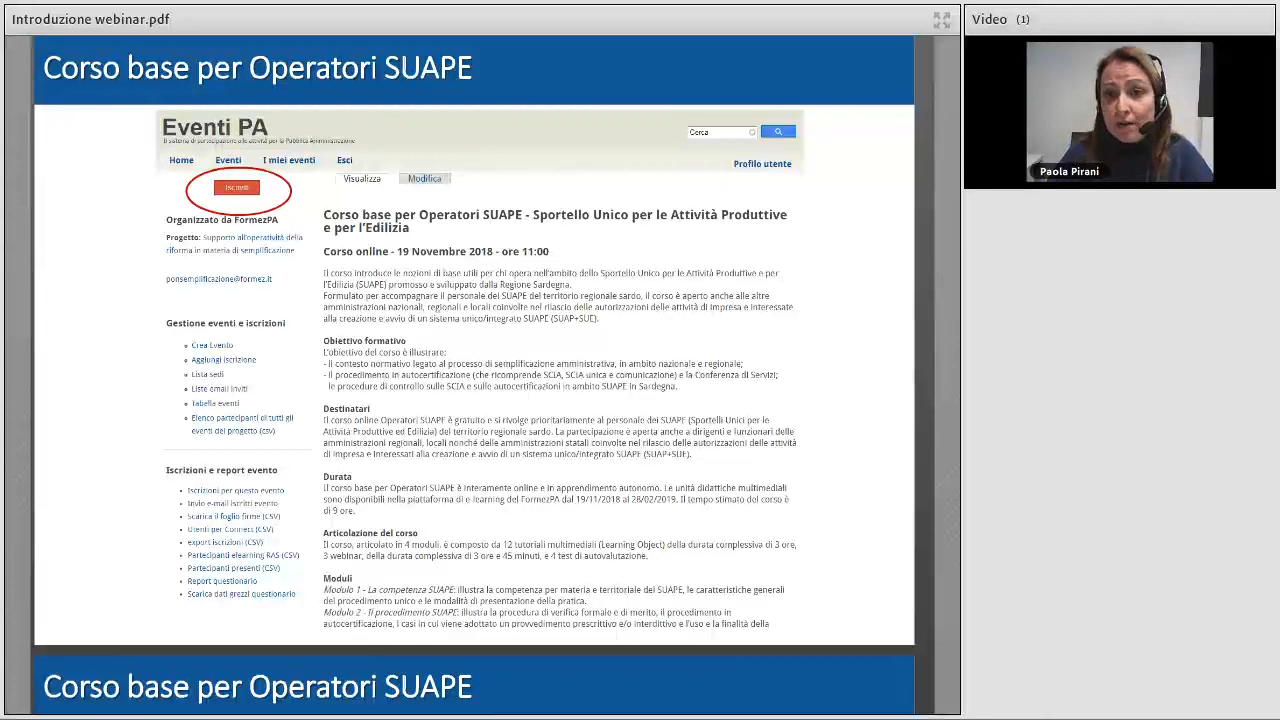 Introduzione webinar.pdf
Video (1)
Corso base per Operatori SUAPE
Eventi PA
Il sistema di partecipazione alle attività per la Pubblica Amministrazione
Cerca
Home Eventi I miei eventi Esci
Profilo utente
Iscriviti
Visualizza Modifica
Organizzato da FormezPA
Progetto: Supporto all'operatività della
riforma in materia di semplificazione
ponsemplificazione@formez.it
Gestione eventi e iscrizioni
Crea Evento
Aggiungi iscrizione
Lista sedi
Liste email inviti
Tabella eventi
Elenco partecipanti di tutti gli
eventi del progetto (csv)
Iscrizioni e report evento
Iscrizioni per questo evento
Invio e-mail iscritti evento
Scarica il foglio firme (CSV)
Utenti per Connect (CSV)
export iscrizioni (CSV)
Partecipanti elearning RAS (CSV)
Partecipanti presenti (CSV)
Report questionario
Scarica dati grezzi questionario
Corso base per Operatori SUAPE - Sportello Unico per le Attività Produttive
e per l'Edilizia
Corso online - 19 Novembre 2018 - ore 11:00
Il corso introduce le nozioni di base utili per chi opera nell'ambito dello Sportello Unico per le Attività Produttive e per
l'Edilizia (SUAPE) promosso e sviluppato dalla Regione Sardegna.
Formulato per accompagnare il personale dei SUAPE del territorio regionale sardo, il corso è aperto anche alle altre
amministrazioni nazionali, regionali e locali coinvolte nel rilascio delle autorizzazioni delle attività di impresa e interessate
alla creazione e avvio di un sistema unico/integrato SUAPE (SUAP+SUE).
Obiettivo formativo
L'obiettivo del corso è illustrare:
- il contesto normativo legato al processo di semplificazione amministrativa, in ambito nazionale e regionale;
- il procedimento in autocertificazione (che ricomprende SCIA, SCIA unica e comunicazione) e la Conferenza di Servizi;
le procedure di controllo sulle SCIA e sulle autocertificazioni in ambito SUAPE in Sardegna.
Destinatari
Il corso online Operatori SUAPE è gratuito e si rivolge prioritariamente al personale dei SUAPE (Sportelli Unici per le
Attività Produttive ed Edilizia) del territorio regionale sardo. La partecipazione è aperta anche a dirigenti e funzionari delle
amministrazioni regionali, locali nonché delle amministrazioni statali coinvolte nel rilascio delle autorizzazioni delle attività
di impresa e interessati alla creazione e avvio di un sistema unico/integrato SUAPE (SUAP+SUE).
Durata
Il corso base per Operatori SUAPE è interamente online e in apprendimento autonomo. Le unità didattiche multimediali
sono disponibili nella piattaforma di e-learning del FormezPA dal 19/11/2018 al 28/02/2019. Il tempo stimato del corso è
di 9 ore.
Articolazione del corso
Il corso, articolato in 4 moduli, è composto da 12 tutorial multimediali (Learning Object) della durata complessiva di 3 ore,
3 webinar, della durata complessiva di 3 ore e 45 minuti, e 4 test di autovalutazione.
Moduli
Modulo 1 - La competenza SUAPE: illustra la competenza per materia e territoriale del SUAPE, le caratteristiche generali
del procedimento unico e le modalità di presentazione della pratica.
Modulo 2 - Il procedimento SUAPE: illustra la procedura di verifica formale e di merito, il procedimento in
autocertificazione, i casi in cui viene adottato un provvedimento prescrittivo e/o interdittivo e l'uso e la finalità della
Paola Pirani
Corso base per Operatori SUAPE